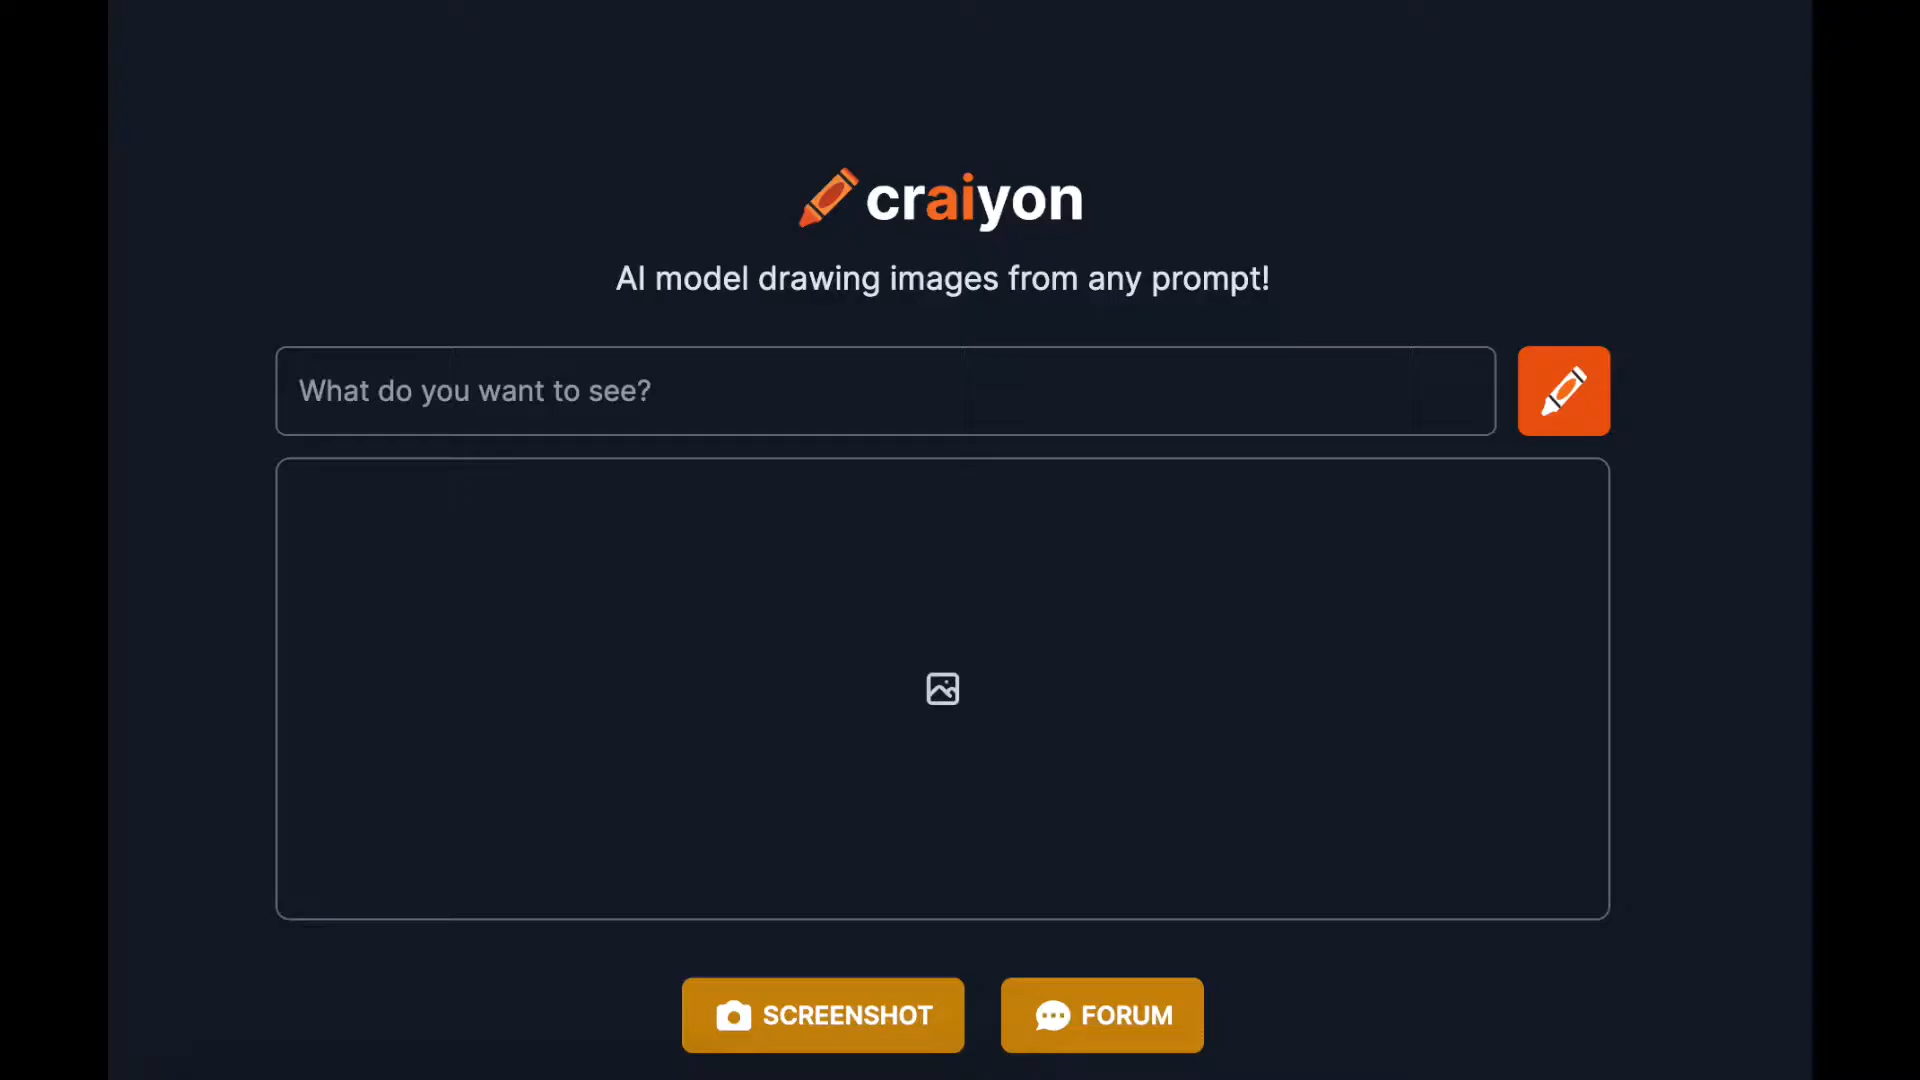 craiyon
AI model drawing images from any prompt!
What do you want to see?
SCREENSHOT
FORUM